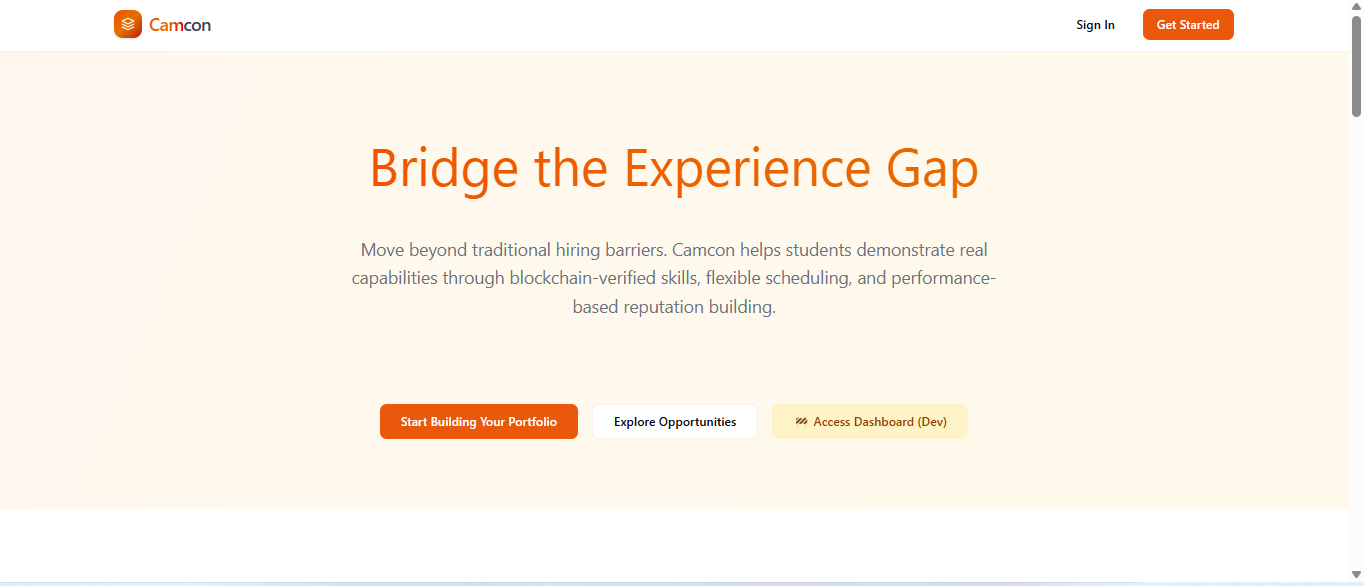 Camcon
Sign In
Get Started
Bridge the Experience Gap
Move beyond traditional hiring barriers. Camcon helps students demonstrate real
capabilities through blockchain-verified skills, flexible scheduling, and performance-
based reputation building.
Start Building Your Portfolio
Explore Opportunities
🚧 Access Dashboard (Dev)